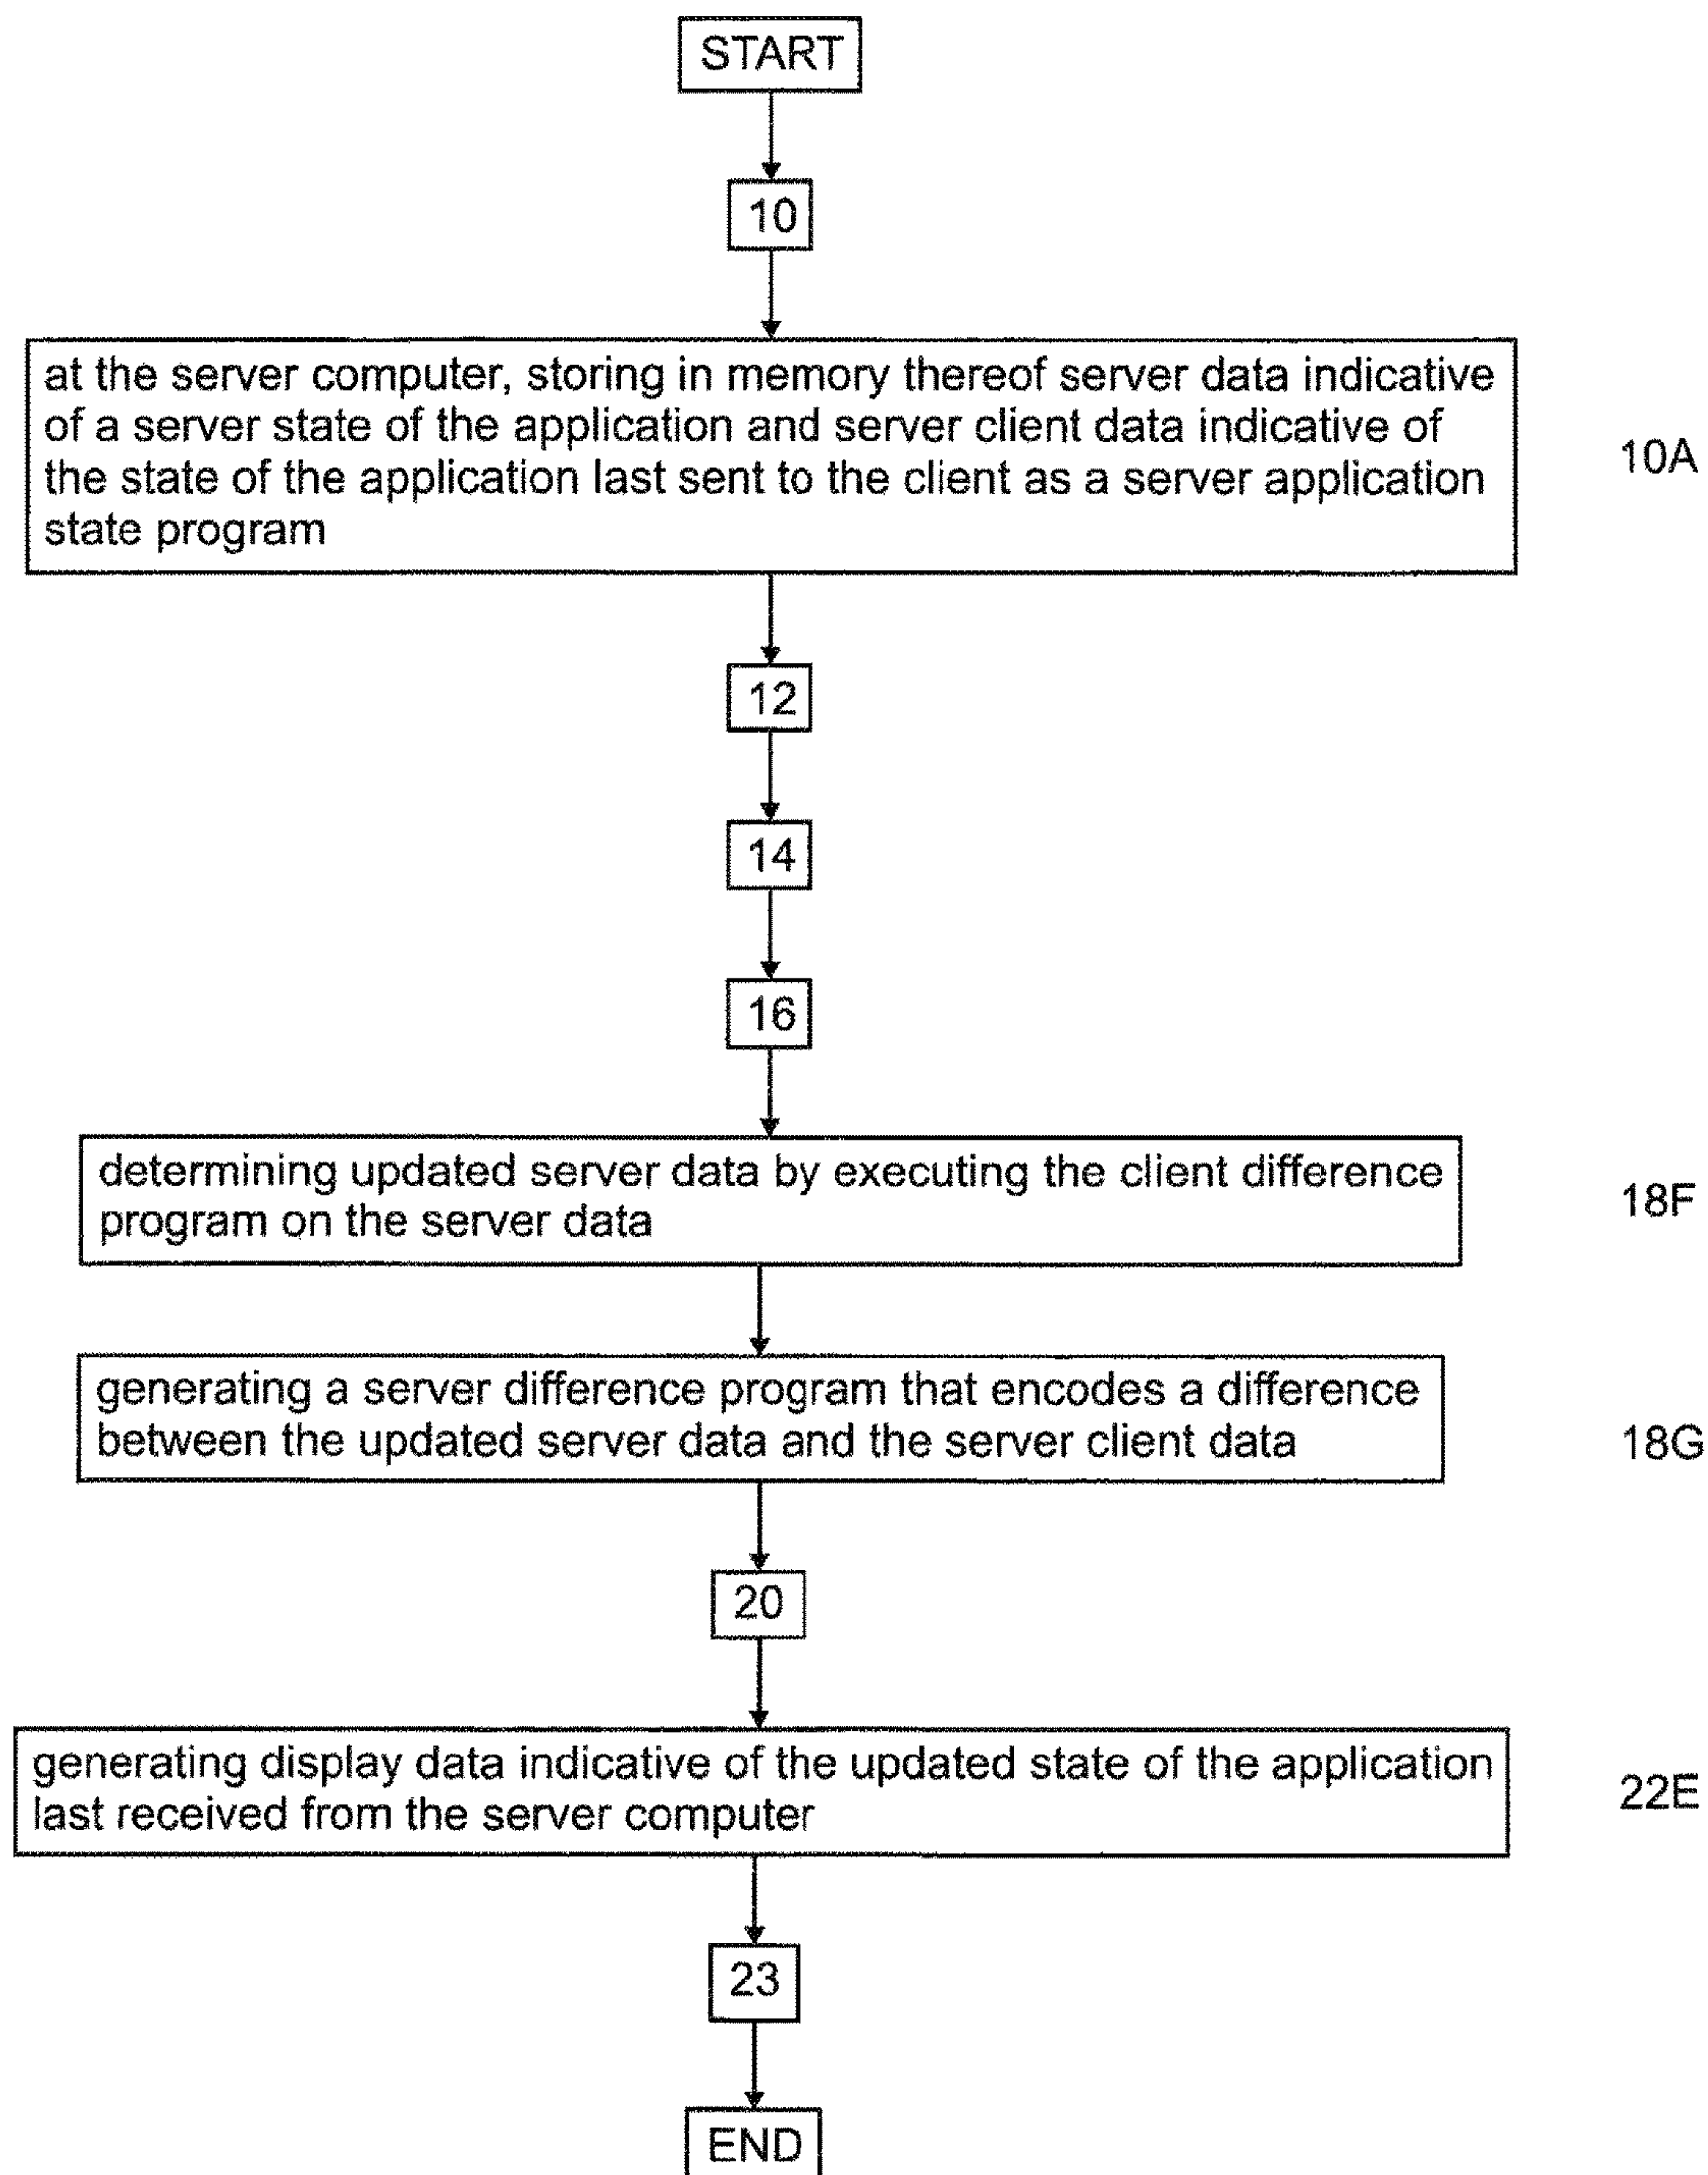 START
10
at the server computer, storing in memory thereof server data indicative
of a server state of the application and server client data indicative of
the state of the application last sent to the client as a server application
state program
10A
12
14
16
determining updated server data by executing the client difference
program on the server data
18F
generating a server difference program that encodes a difference
between the updated server data and the server client data
18G
20
generating display data indicative of the updated state of the application
last received from the server computer
22E
23
END